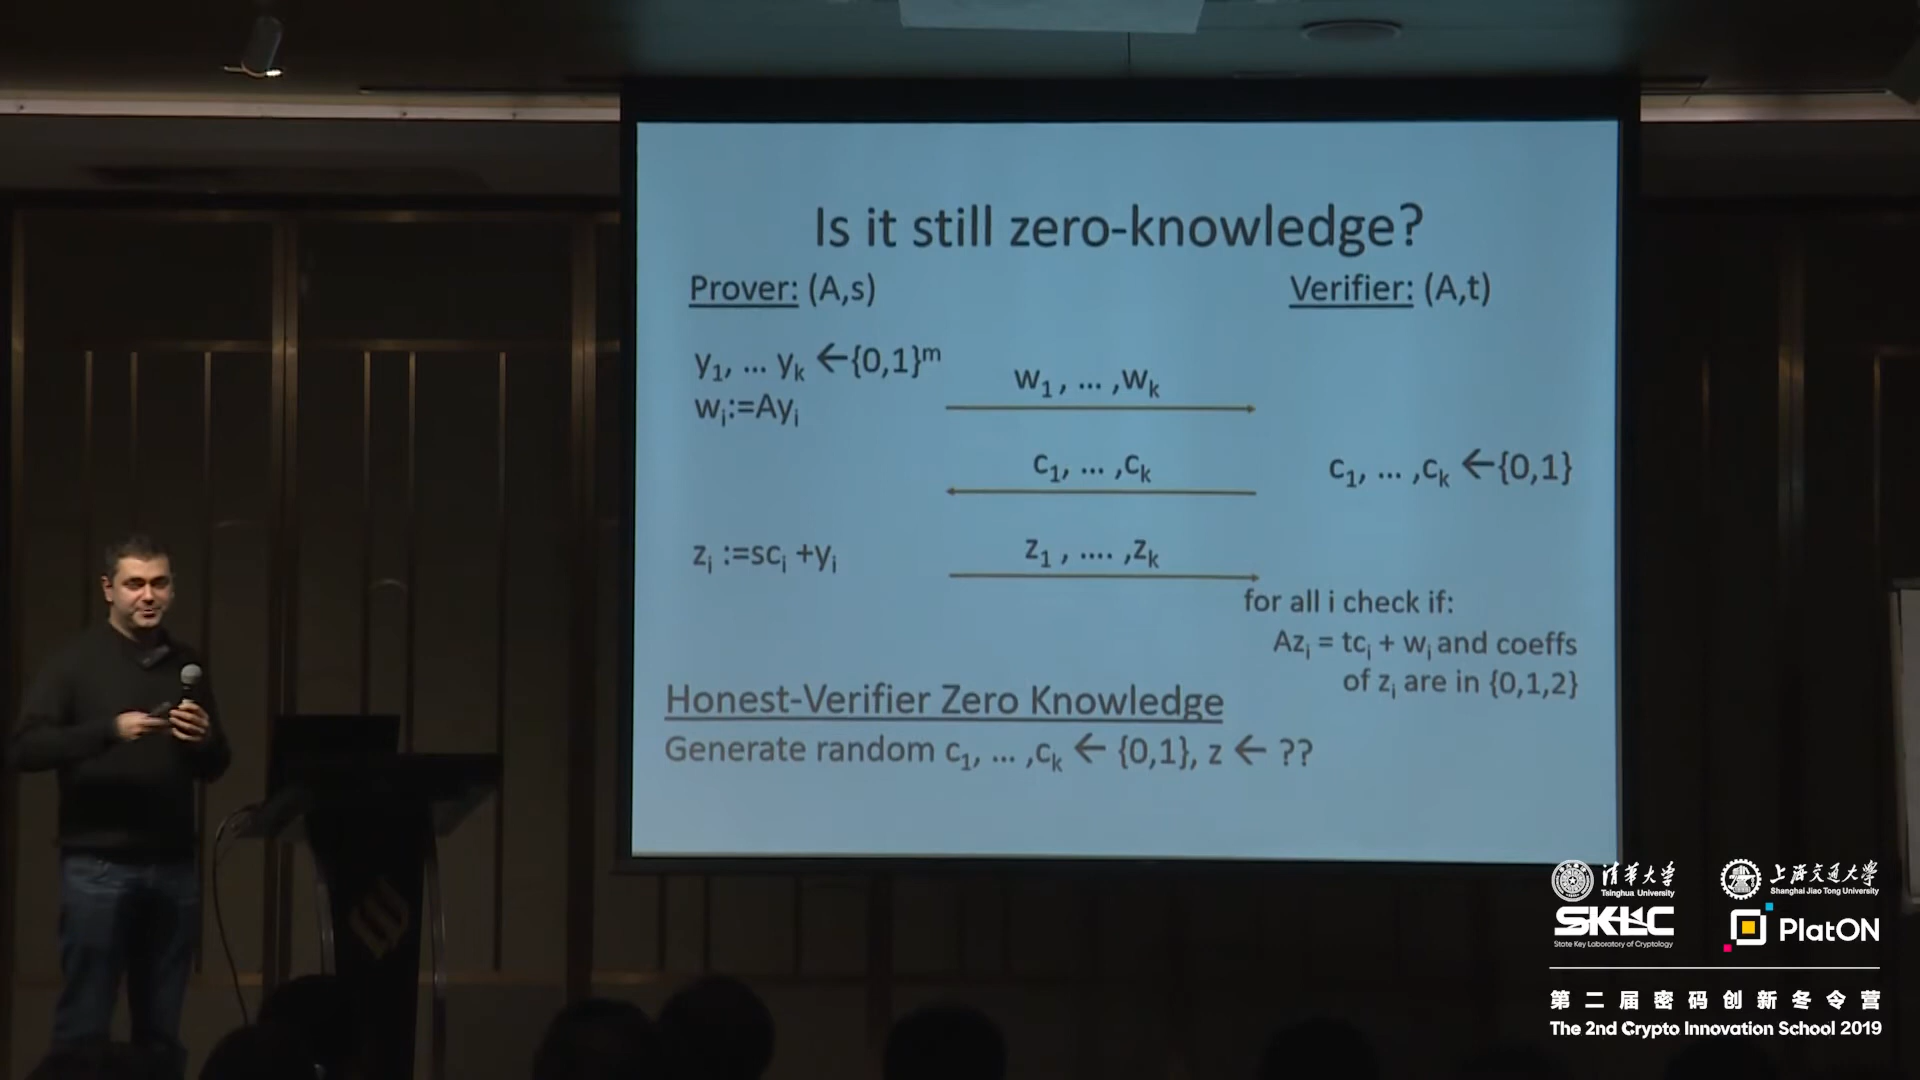 Is it still zero-knowledge?
Prover: (A,s)
Verifier: (A,t)
y₁, ... yₖ ←{0,1}ᵐ
wᵢ:=Ayᵢ
w₁ , ... ,wₖ
c₁, ... ,cₖ
c₁, ... ,cₖ ←{0,1}
zᵢ :=scᵢ +yᵢ
z₁ , .... ,zₖ
for all i check if:
Azᵢ = tcᵢ + wᵢ and coeffs
of zᵢ are in {0,1,2}
Honest-Verifier Zero Knowledge
Generate random c₁, ... ,cₖ ← {0,1}, z ← ??
清华大学
Tsinghua University
上海交通大学
Shanghai Jiao Tong University
SKLC
State Key Laboratory of Cryptology
PlatON
第二届密码创新冬令营
The 2nd Crypto Innovation School 2019